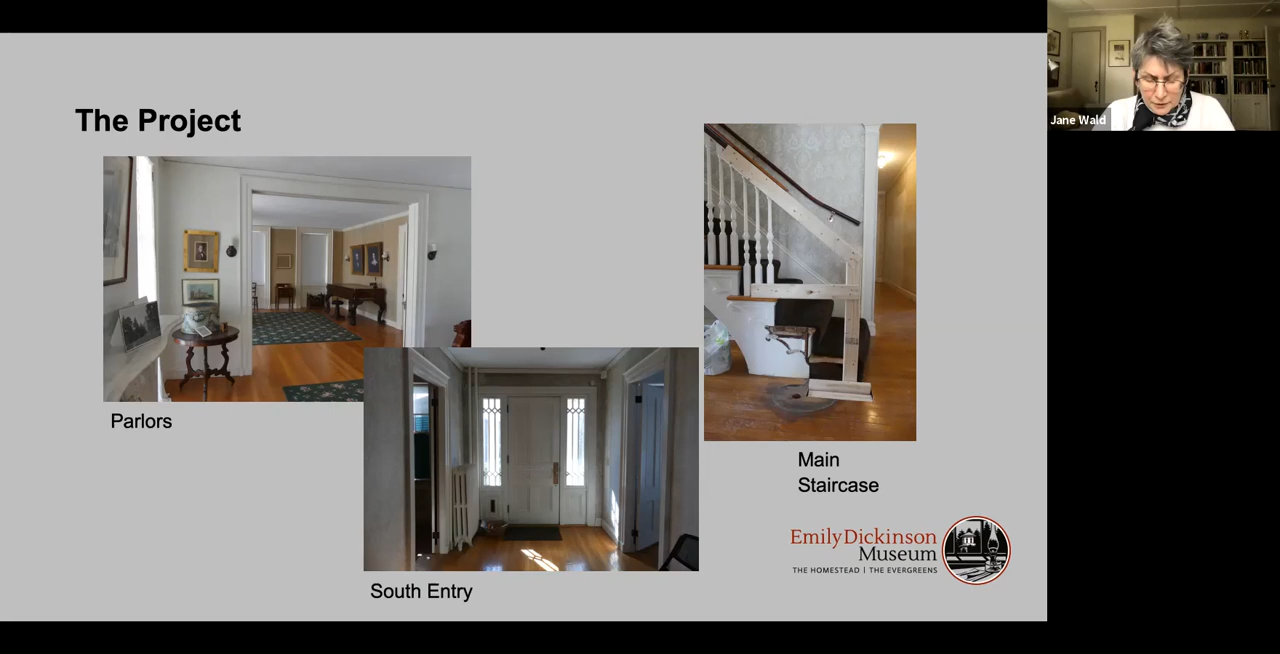 The Project
Parlors
South Entry
Main
Staircase
Emily Dickinson
Museum
THE HOMESTEAD | THE EVERGREENS
Jane Wald